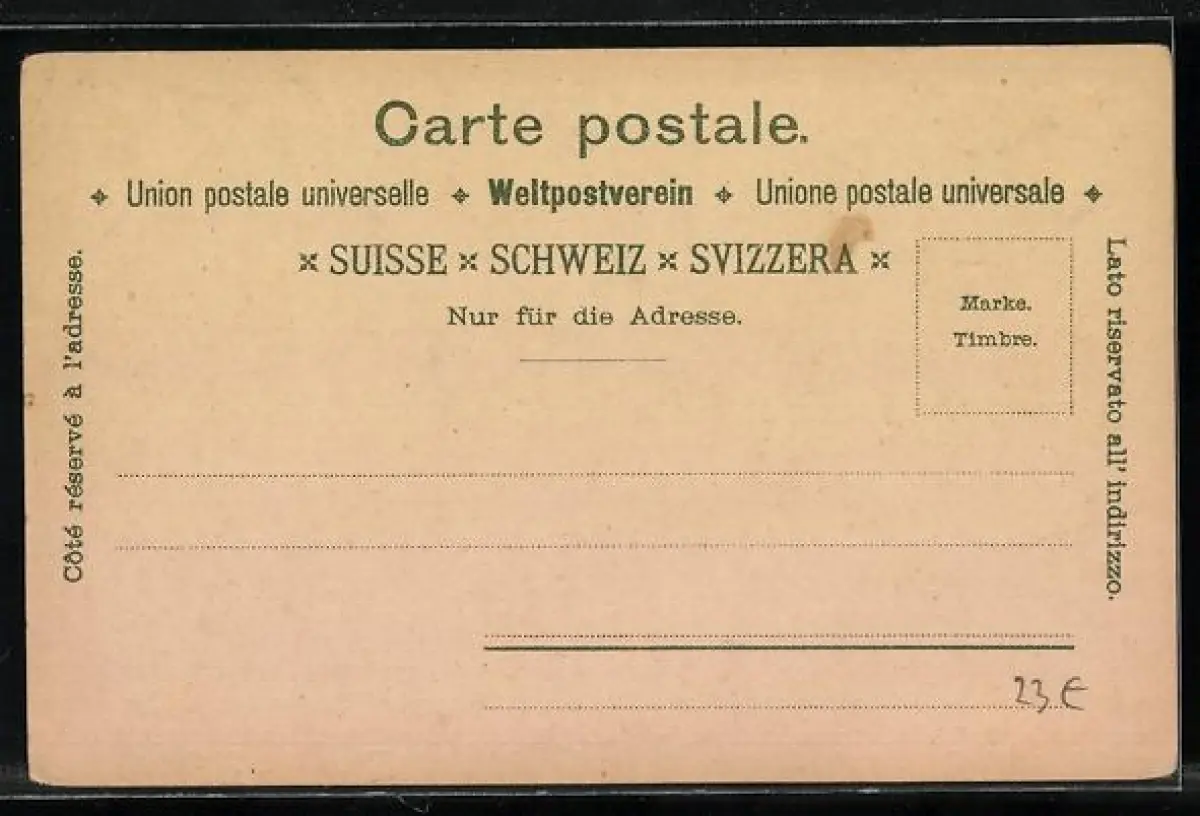 Carte postale.
Union postale universelle Weltpostverein Unione postale universale
SUISSE SCHWEIZ SVIZZERA
Nur für die Adresse.
Marke.
Timbre.
Côté réservé à l'adresse.
Lato riservato all' indirizzo.
23 €